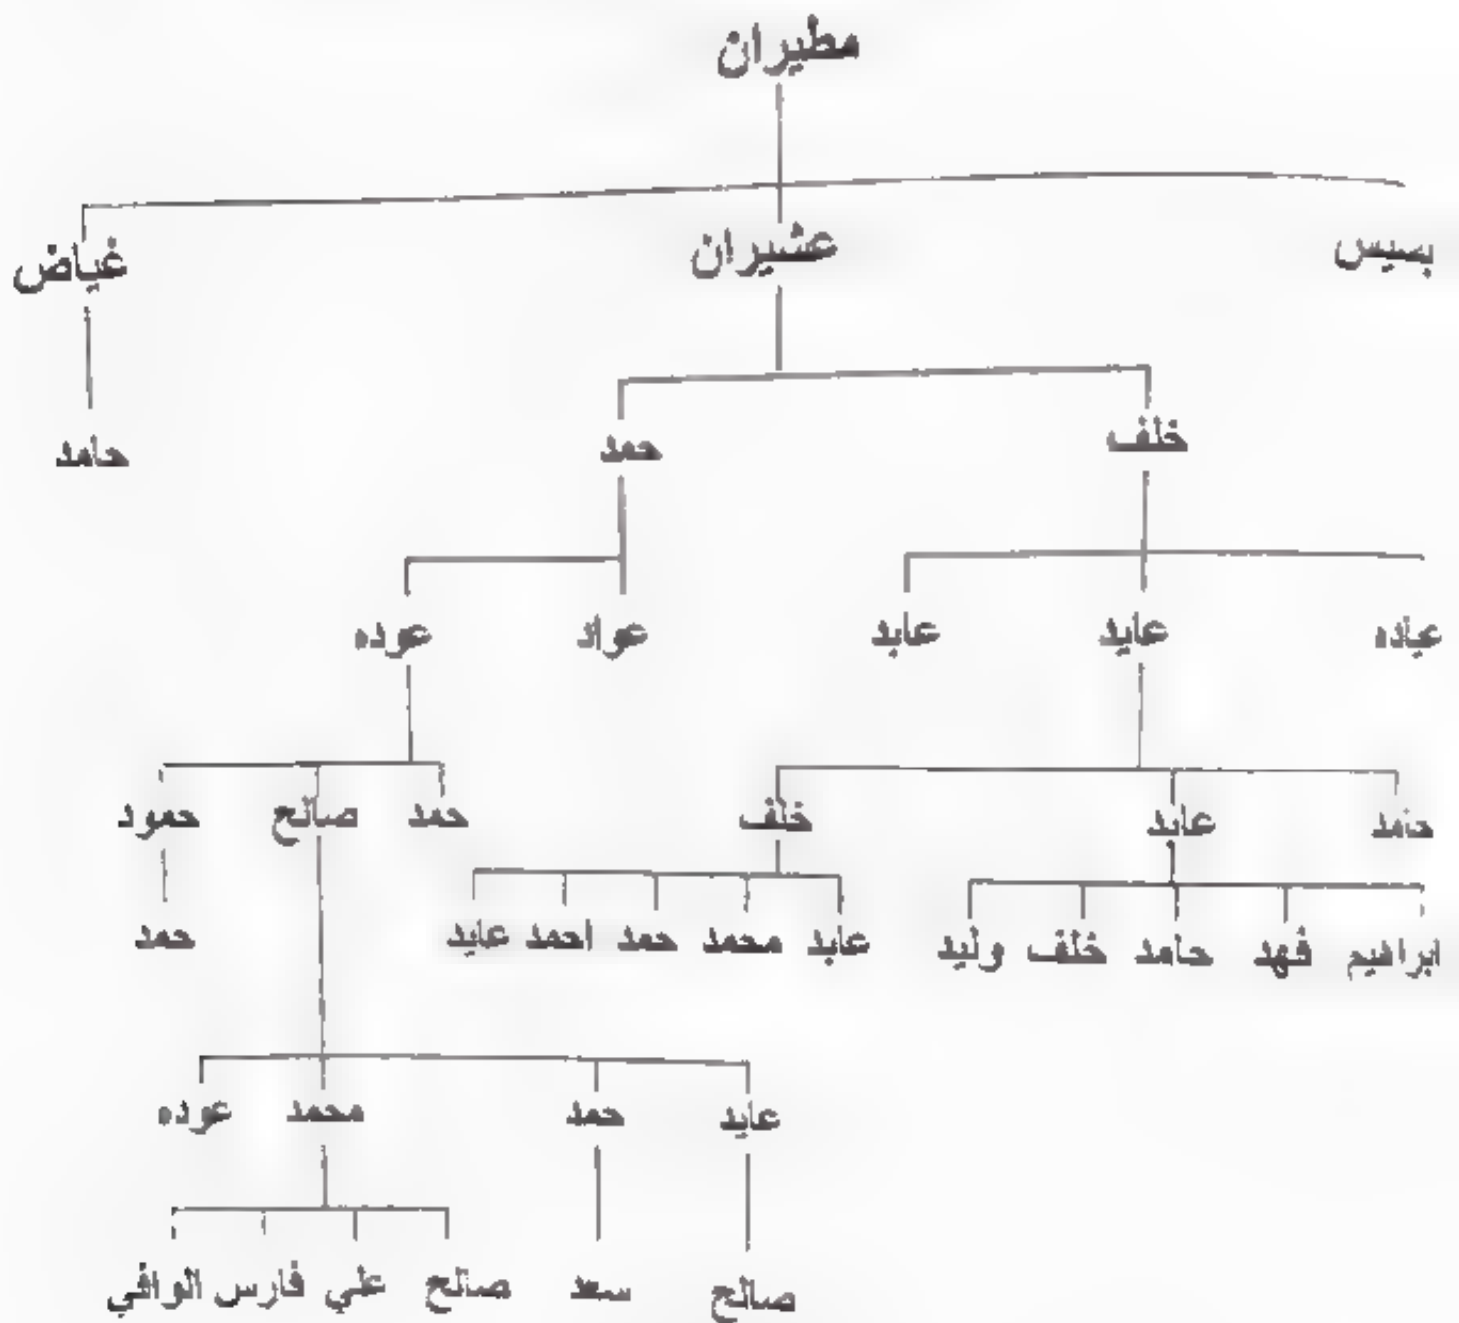 مطيران
بسيس عشيران غياض
خلف حمد حامد
عياده عايد عابد عواد عوده
حامد عابد خلف حمد صالح حمود
ابراهيم فهد حامد خلف وليد عابد محمد حمد احمد عايد حمد
عايد حمد محمد عوده
صالح سعد صالح علي فارس الوافي